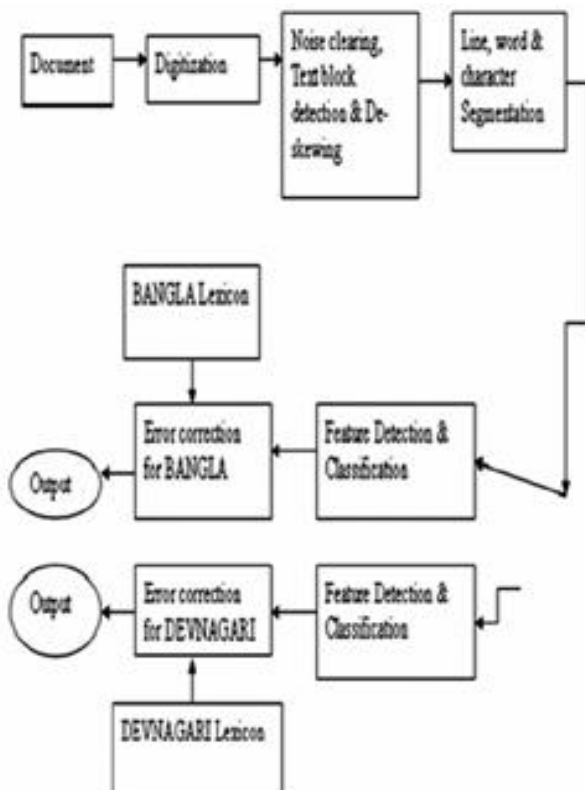 Document
Digitization
Noise clearing,
Text block
detection & De-
skewing
Line, word &
character
Segmentation
BANGLA Lexicon
Error correction
for BANGLA
Feature Detection &
Classification
Output
Error correction
for DEVNAGARI
Feature Detection &
Classification
Output
DEVNAGARI Lexicon